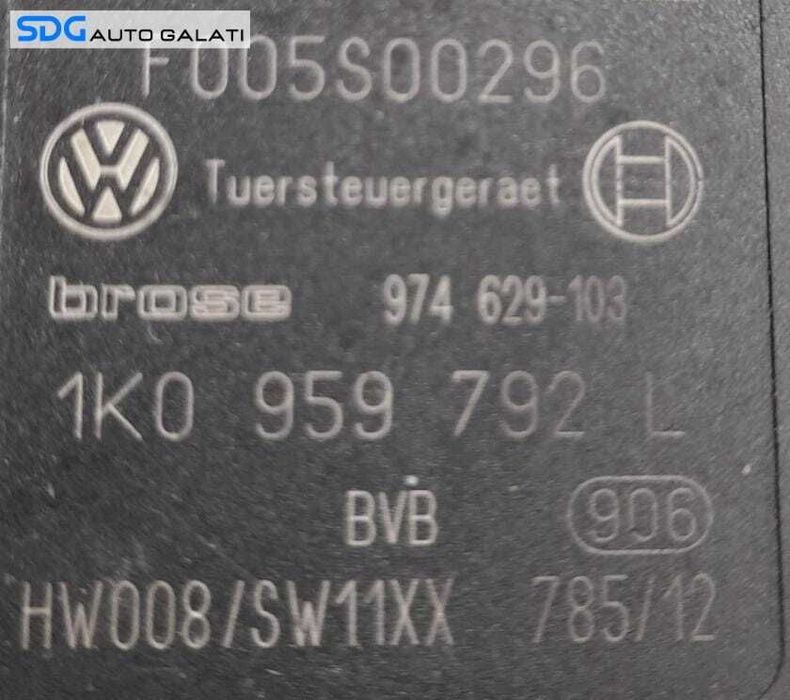 SDG AUTO GALATI
F005S00296
Tuersteuergeraet
brose 974 629-103
1K0 959 792 L
BVB 906
HW008/SW11XX 785/12